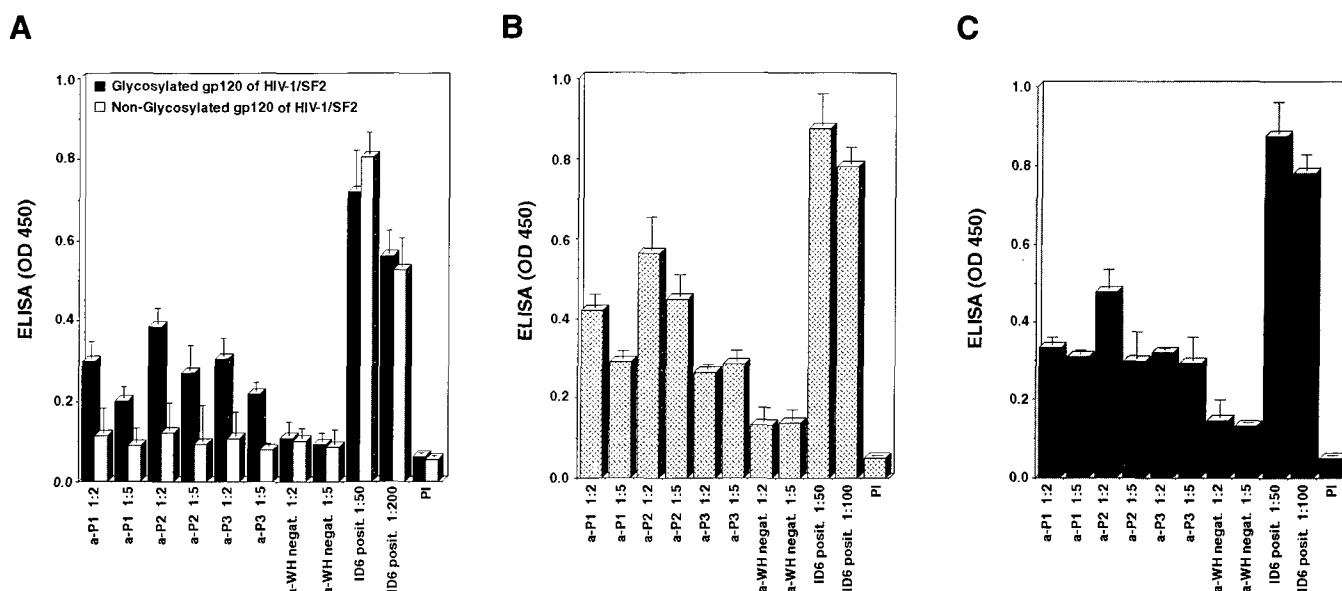 A
B
C
ELISA (OD 450)
1.0
0.8
0.6
0.4
0.2
0.0
Glycosylated gp120 of HIV-1/SF2
Non-Glycosylated gp120 of HIV-1/SF2
a-P1 1:2
a-P1 1:5
a-P2 1:2
a-P2 1:5
a-P3 1:2
a-P3 1:5
a-WH negat. 1:2
a-WH negat. 1:5
ID6 posit. 1:50
ID6 posit. 1:200
PI
ELISA (OD 450)
1.0
0.8
0.6
0.4
0.2
0.0
a-P1 1:2
a-P1 1:5
a-P2 1:2
a-P2 1:5
a-P3 1:2
a-P3 1:5
a-WH negat. 1:2
a-WH negat. 1:5
ID6 posit. 1:50
ID6 posit. 1:100
PI
ELISA (OD 450)
1.0
0.8
0.6
0.4
0.2
0.0
a-P1 1:2
a-P1 1:5
a-P2 1:2
a-P2 1:5
a-P3 1:2
a-P3 1:5
a-WH negat. 1:2
a-WH negat. 1:5
ID6 posit. 1:50
ID6 posit. 1:100
PI